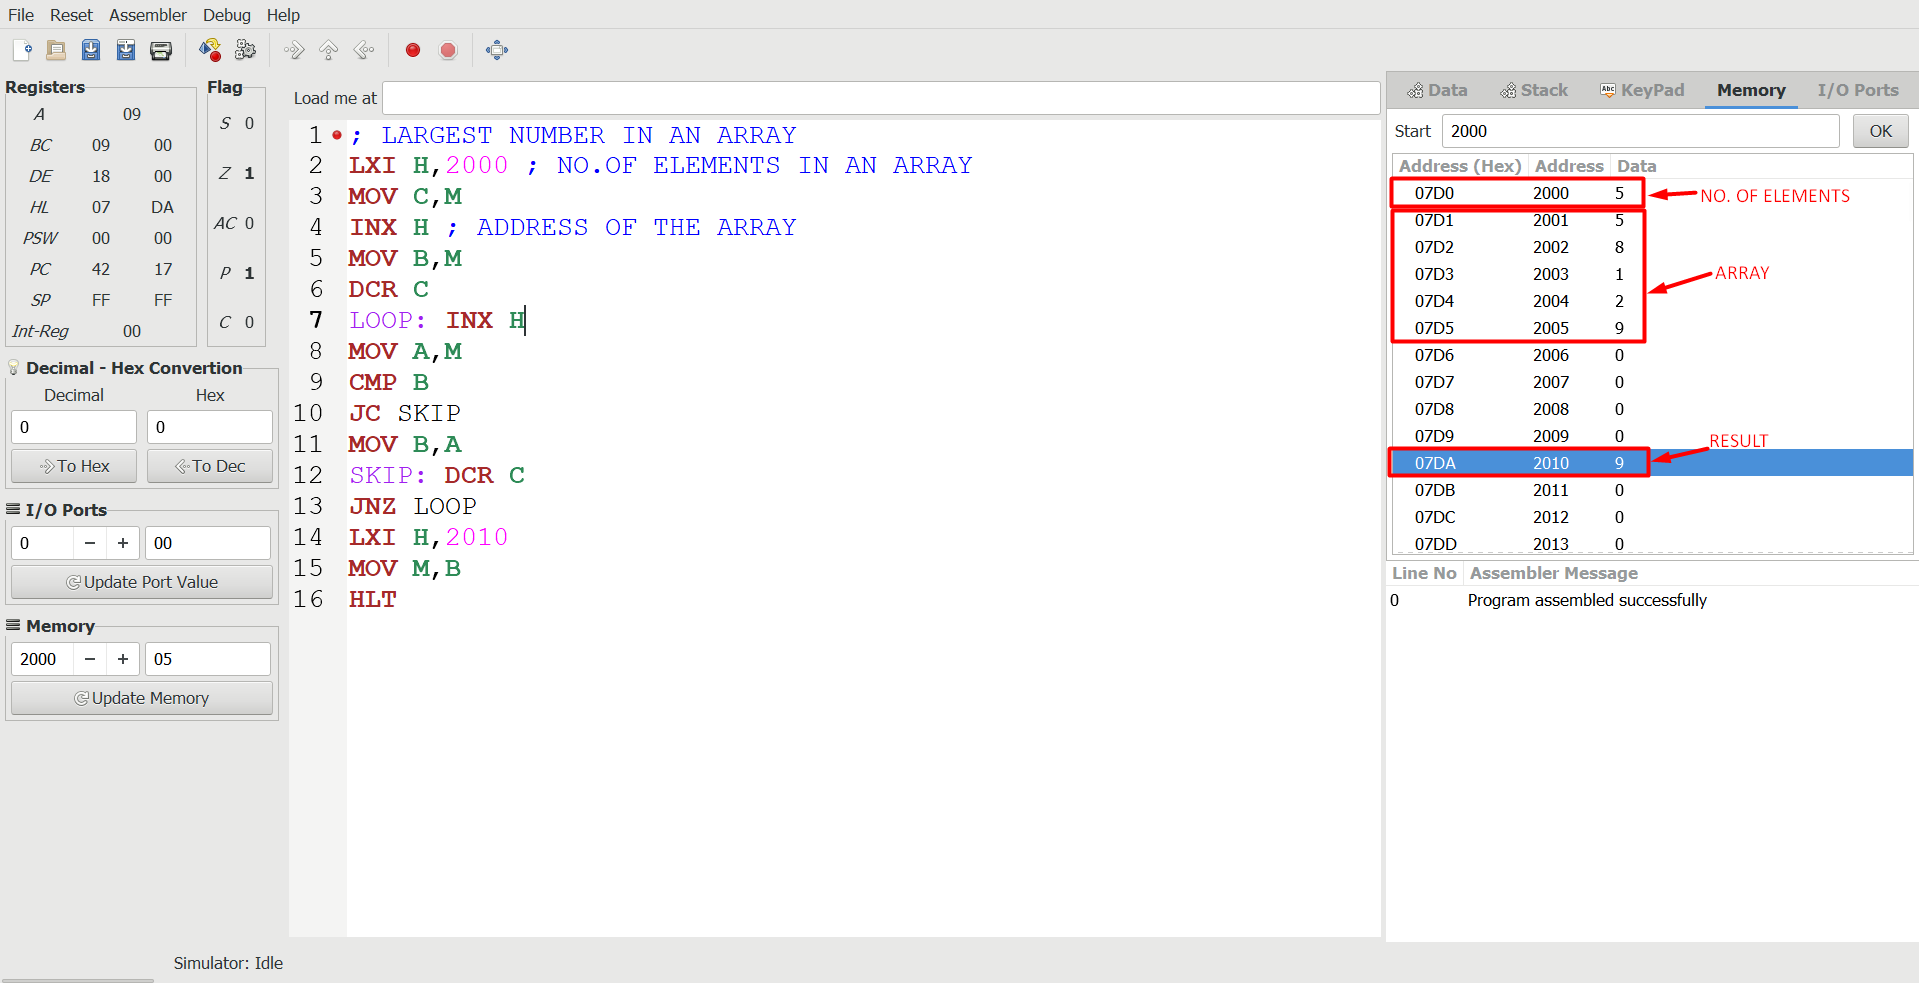 File Reset Assembler Debug Help
Registers
A 09
BC 09 00
DE 18 00
HL 07 DA
PSW 00 00
PC 42 17
SP FF FF
Int-Reg 00
Flag
S 0
Z 1
AC 0
P 1
C 0
Decimal - Hex Convertion
Decimal Hex
0 0
To Hex To Dec
I/O Ports
0 − + 00
Update Port Value
Memory
2000 − + 05
Update Memory
Load me at
1 ; LARGEST NUMBER IN AN ARRAY
2 LXI H,2000 ; NO.OF ELEMENTS IN AN ARRAY
3 MOV C,M
4 INX H ; ADDRESS OF THE ARRAY
5 MOV B,M
6 DCR C
7 LOOP: INX H
8 MOV A,M
9 CMP B
10 JC SKIP
11 MOV B,A
12 SKIP: DCR C
13 JNZ LOOP
14 LXI H,2010
15 MOV M,B
16 HLT
Data Stack Abc KeyPad Memory I/O Ports
Start 2000 OK
Address (Hex) Address Data
07D0 2000 5 NO. OF ELEMENTS
07D1 2001 5
07D2 2002 8
07D3 2003 1 ARRAY
07D4 2004 2
07D5 2005 9
07D6 2006 0
07D7 2007 0
07D8 2008 0
07D9 2009 0
RESULT
07DA 2010 9
07DB 2011 0
07DC 2012 0
07DD 2013 0
Line No Assembler Message
0 Program assembled successfully
Simulator: Idle